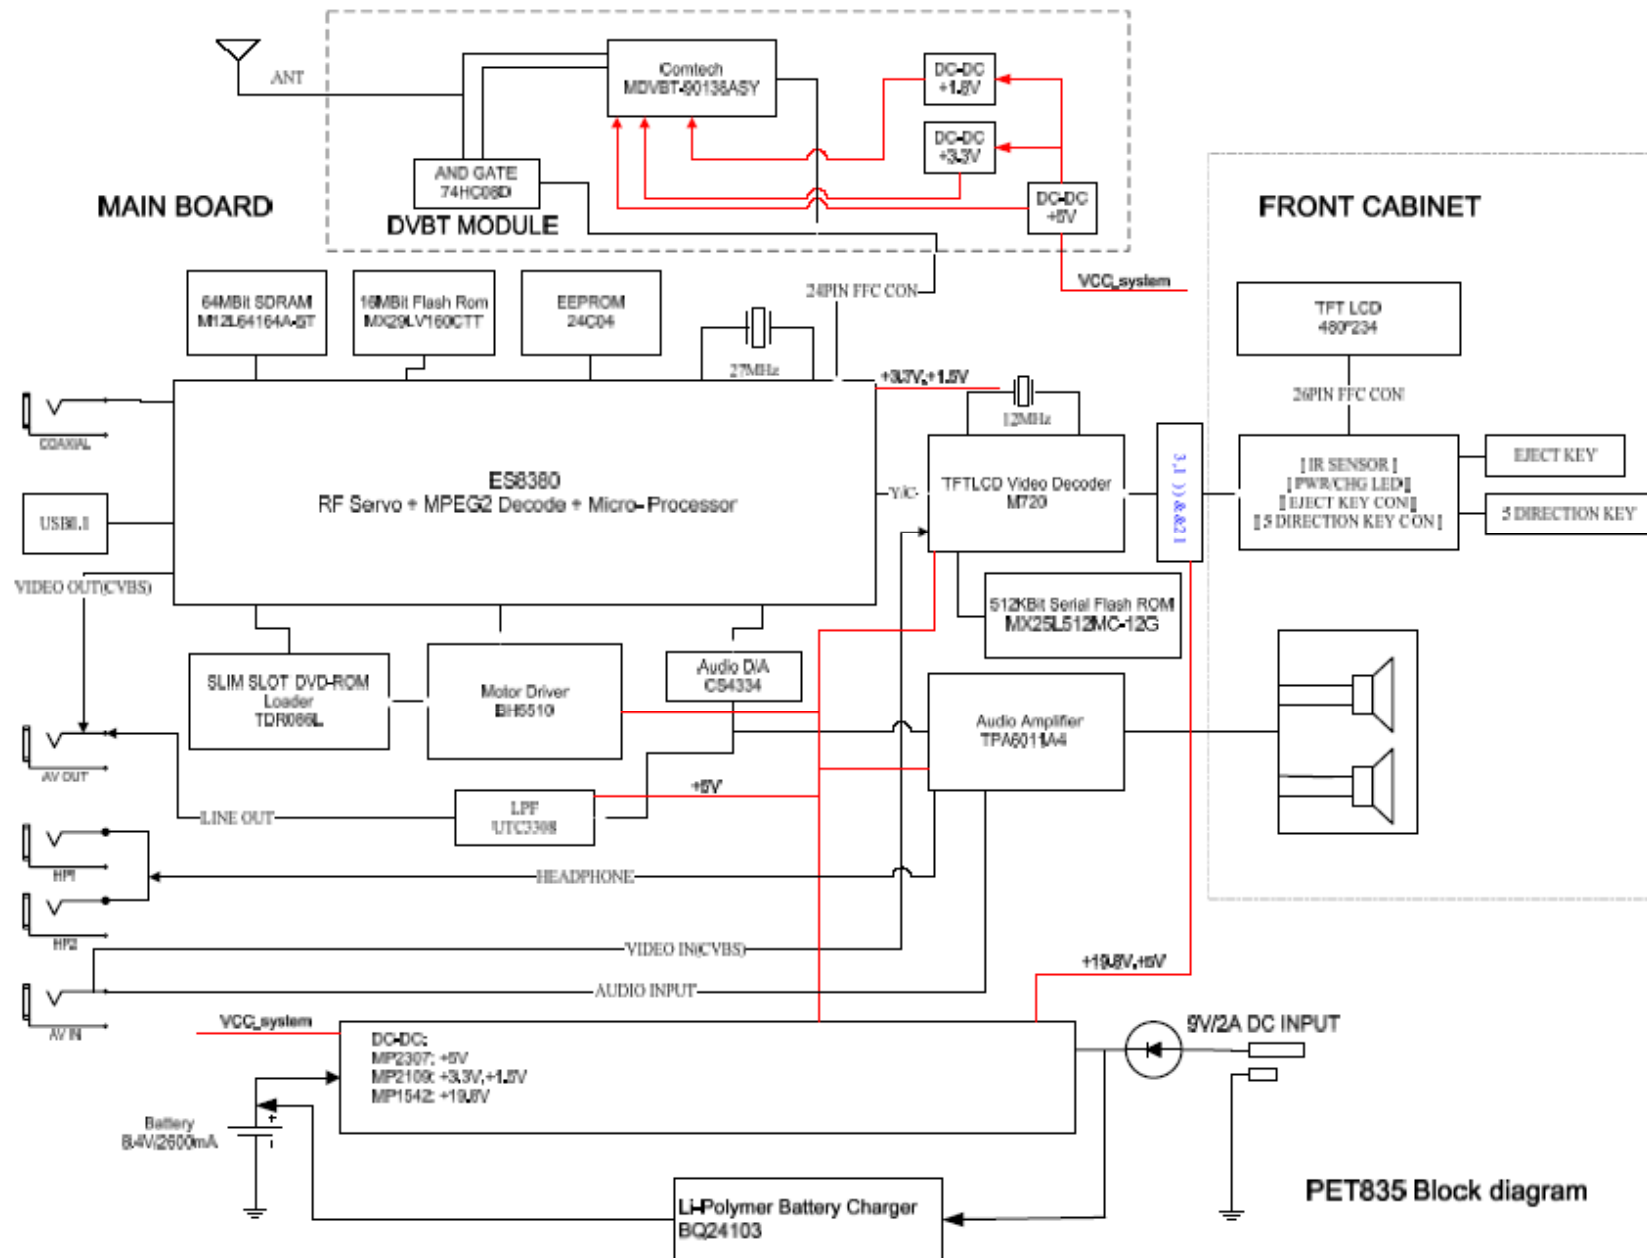 ANT
Comtech
MDVBT-90138ASY
DC-DC
+1.8V
DC-DC
+3.3V
AND GATE
74HC08D
DC-DC
+5V
MAIN BOARD
DVBT MODULE
FRONT CABINET
VCC_system
24PIN FFC CON
64MBit SDRAM
M12L64164A-5T
16MBit Flash Rom
MX29LV160CTT
EEPROM
24C04
27MHz
TFT LCD
480*234
+3.3V,+1.5V
26PIN FFC CON
12MHz
COAXIAL
ES8380
RF Servo + MPEG2 Decode + Micro-Processor
Y/C
TFTLCD Video Decoder
M720
3,1 ))&&21
[ IR SENSOR ]
[ PWR/CHG LED ]
[ EJECT KEY CON ]
[ 5 DIRECTION KEY CON ]
EJECT KEY
5 DIRECTION KEY
USB1.1
VIDEO OUT(CVBS)
512KBit Serial Flash ROM
MX25L512MC-12G
SLIM SLOT DVD-ROM
Loader
TDR086L
Motor Driver
BH5510
Audio D/A
CS4334
Audio Amplifier
TPA6011A4
AV OUT
+5V
LINE OUT
LPF
UTC3308
HP1
HEADPHONE
HP2
VIDEO IN(CVBS)
+19.8V,+5V
AUDIO INPUT
AV IN
VCC_system
9V/2A DC INPUT
DC-DC:
MP2307: +5V
MP2109: +3.3V,+1.5V
MP1542: +19.8V
Battery
8.4V/2600mA
+
-
Li-Polymer Battery Charger
BQ24103
PET835 Block diagram